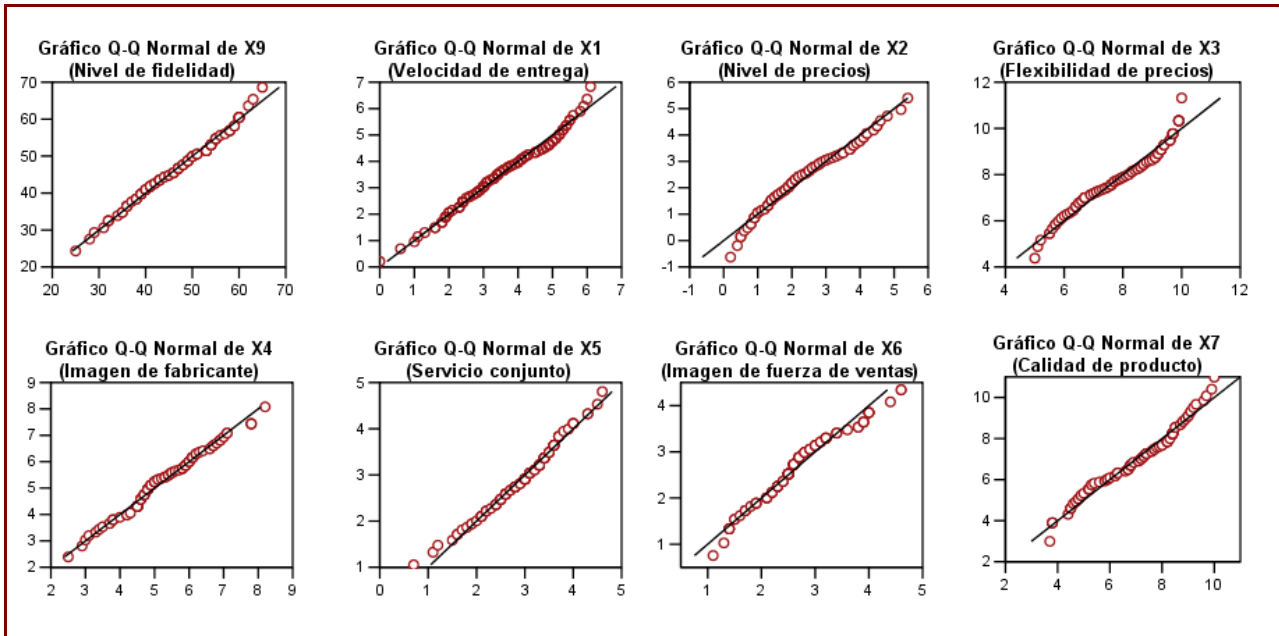 Gráfico Q-Q Normal de X9
(Nivel de fidelidad)
70
60
50
40
30
20
20 30 40 50 60 70
Gráfico Q-Q Normal de X1
(Velocidad de entrega)
7
6
5
4
3
2
1
0
0 1 2 3 4 5 6 7
Gráfico Q-Q Normal de X2
(Nivel de precios)
6
5
4
3
2
1
0
-1
-1 0 1 2 3 4 5 6
Gráfico Q-Q Normal de X3
(Flexibilidad de precios)
12
10
8
6
4
4 6 8 10 12
Gráfico Q-Q Normal de X4
(Imagen de fabricante)
9
8
7
6
5
4
3
2
2 3 4 5 6 7 8 9
Gráfico Q-Q Normal de X5
(Servicio conjunto)
5
4
3
2
1
0 1 2 3 4 5
Gráfico Q-Q Normal de X6
(Imagen de fuerza de ventas)
4
3
2
1
1 2 3 4 5
Gráfico Q-Q Normal de X7
(Calidad de producto)
10
8
6
4
2
2 4 6 8 10